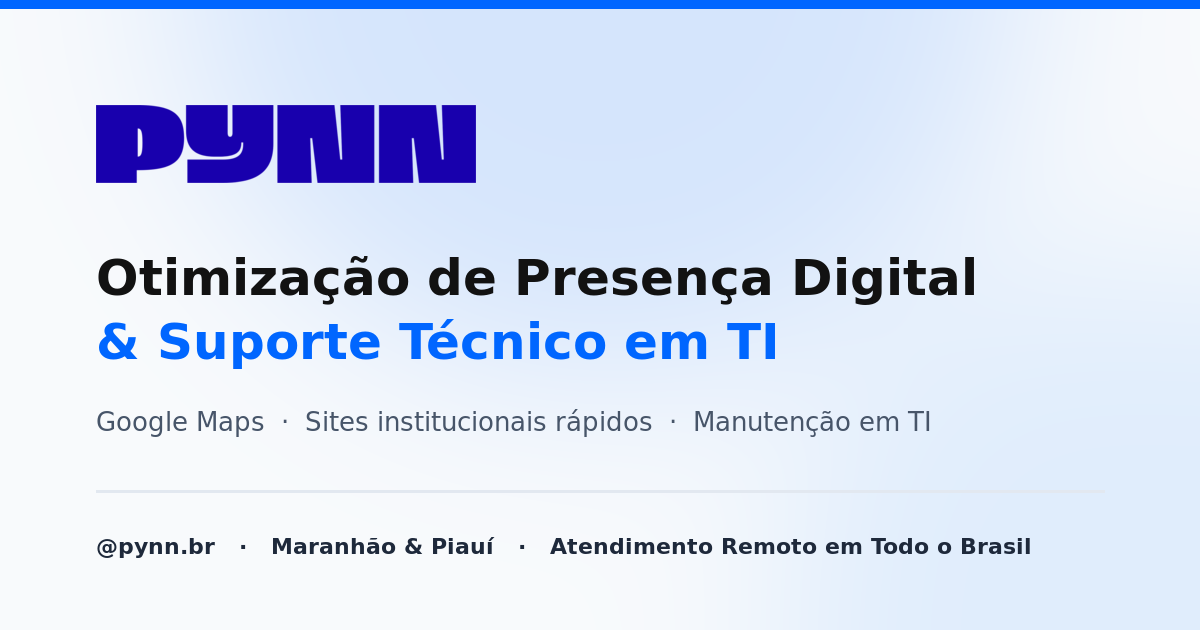 PYNN
Otimização de Presença Digital
& Suporte Técnico em TI
Google Maps · Sites institucionais rápidos · Manutenção em TI
@pynn.br · Maranhão & Piauí · Atendimento Remoto em Todo o Brasil